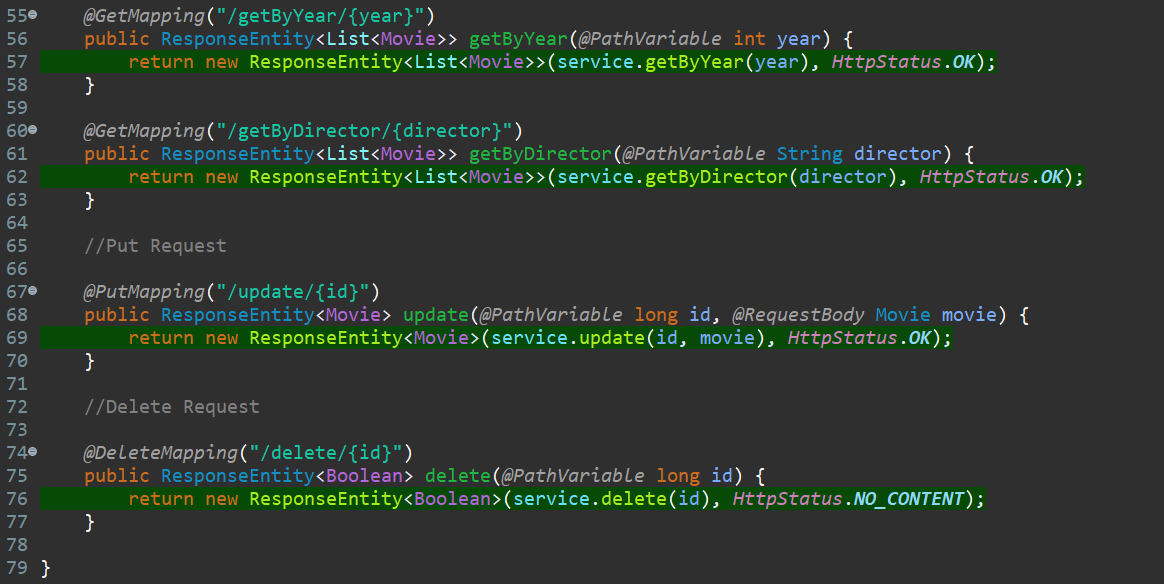 55 @GetMapping("/getByYear/{year}")
56 public ResponseEntity<List<Movie>> getByYear(@PathVariable int year) {
57 return new ResponseEntity<List<Movie>>(service.getByYear(year), HttpStatus.OK);
58 }
59
60 @GetMapping("/getByDirector/{director}")
61 public ResponseEntity<List<Movie>> getByDirector(@PathVariable String director) {
62 return new ResponseEntity<List<Movie>>(service.getByDirector(director), HttpStatus.OK);
63 }
64
65 //Put Request
66
67 @PutMapping("/update/{id}")
68 public ResponseEntity<Movie> update(@PathVariable long id, @RequestBody Movie movie) {
69 return new ResponseEntity<Movie>(service.update(id, movie), HttpStatus.OK);
70 }
71
72 //Delete Request
73
74 @DeleteMapping("/delete/{id}")
75 public ResponseEntity<Boolean> delete(@PathVariable long id) {
76 return new ResponseEntity<Boolean>(service.delete(id), HttpStatus.NO_CONTENT);
77 }
78
79 }